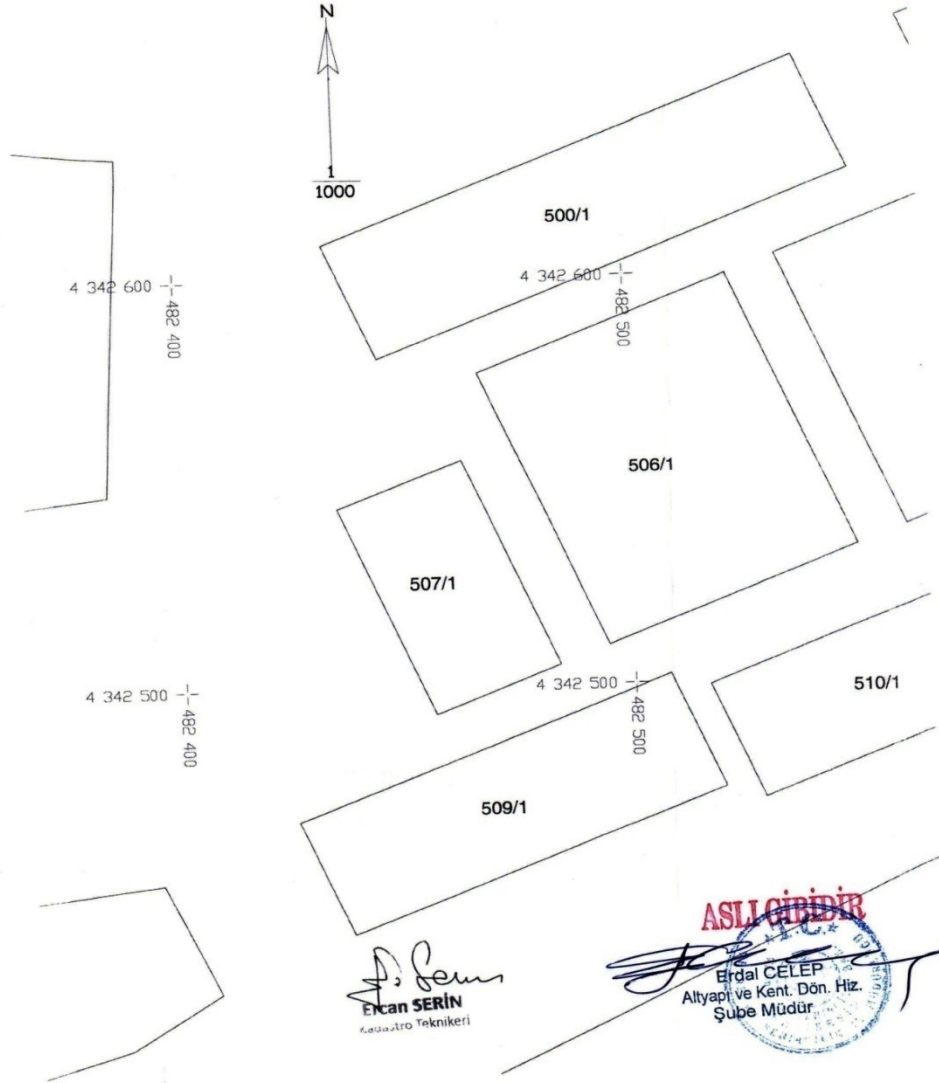 N
1
1000
500/1
4 342 600
482 400
4 342 600
482 500
506/1
507/1
4 342 500
482 400
4 342 500
482 500
510/1
509/1
ASLI GİBİDİR
T.C.
Ercan SERİN
Kadastro Teknikeri
Erdal CELEP
Altyapı ve Kent. Dön. Hiz.
Şube Müdür